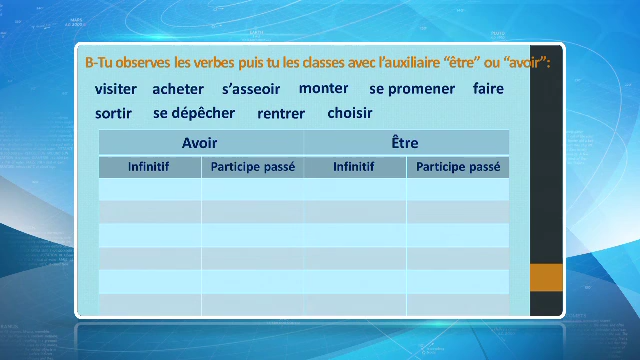 B-Tu observes les verbes puis tu les classes avec l'auxiliaire “être” ou “avoir”:
visiter acheter s'asseoir monter se promener faire
sortir se dépêcher rentrer choisir
Avoir Être
Infinitif Participe passé Infinitif Participe passé